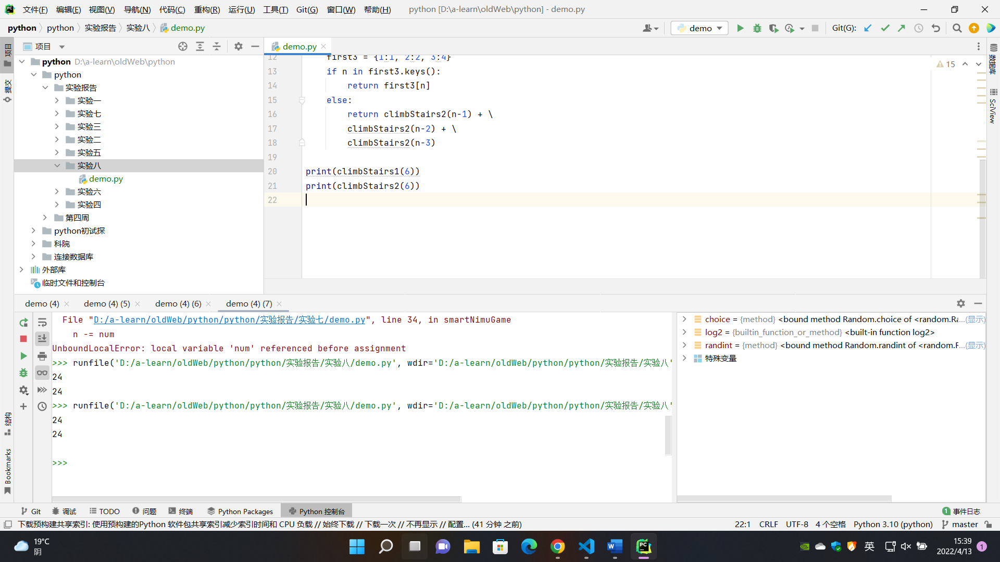 文件(F) 编辑(E) 视图(V) 导航(N) 代码(C) 重构(R) 运行(U) 工具(T) Git(G) 窗口(W) 帮助(H) python [D:\a-learn\oldWeb\python] - demo.py
python python 实验报告 实验八 demo.py demo Git(G):
项目
demo.py
项目
提交
结构
Bookmarks
python D:\a-learn\oldWeb\python
python
实验报告
实验一
实验七
实验三
实验二
实验五
实验八
demo.py
实验六
实验四
第四周
python初试探
科院
连接数据库
外部库
临时文件和控制台
12 first3 = {1:1, 2:2, 3:4}
13 if n in first3.keys():
14 return first3[n]
15 else:
16 return climbStairs2(n-1) + \
17 climbStairs2(n-2) + \
18 climbStairs2(n-3)
19
20 print(climbStairs1(6))
21 print(climbStairs2(6))
22
15
数据库
SciView
demo (4) demo (4) (5) demo (4) (6) demo (4) (7)
File "D:/a-learn/oldWeb/python/python/实验报告/实验七/demo.py", line 34, in smartNimuGame
n -= num
UnboundLocalError: local variable 'num' referenced before assignment
>>> runfile('D:/a-learn/oldWeb/python/python/实验报告/实验八/demo.py', wdir='D:/a-learn/oldWeb/python/python/实验报告/实验八'
24
24
>>> runfile('D:/a-learn/oldWeb/python/python/实验报告/实验八/demo.py', wdir='D:/a-learn/oldWeb/python/python/实验报告/实验八'
24
24
>>>
choice = {method} <bound method Random.choice of <random.Ra...(显示)
log2 = {builtin_function_or_method} <built-in function log2>
randint = {method} <bound method Random.randint of <random.F...(显示)
特殊变量
Git 调试 TODO 问题 终端 Python Packages Python 控制台 1 事件日志
下载预构建共享索引: 使用预构建的Python 软件包共享索引减少索引时间和 CPU 负载 // 始终下载 // 下载一次 // 不再显示 // 配置... (41 分钟 之前) 22:1 CRLF UTF-8 4 个空格 Python 3.10 (python) master
19°C
阴
英
15:39
2022/4/13
1